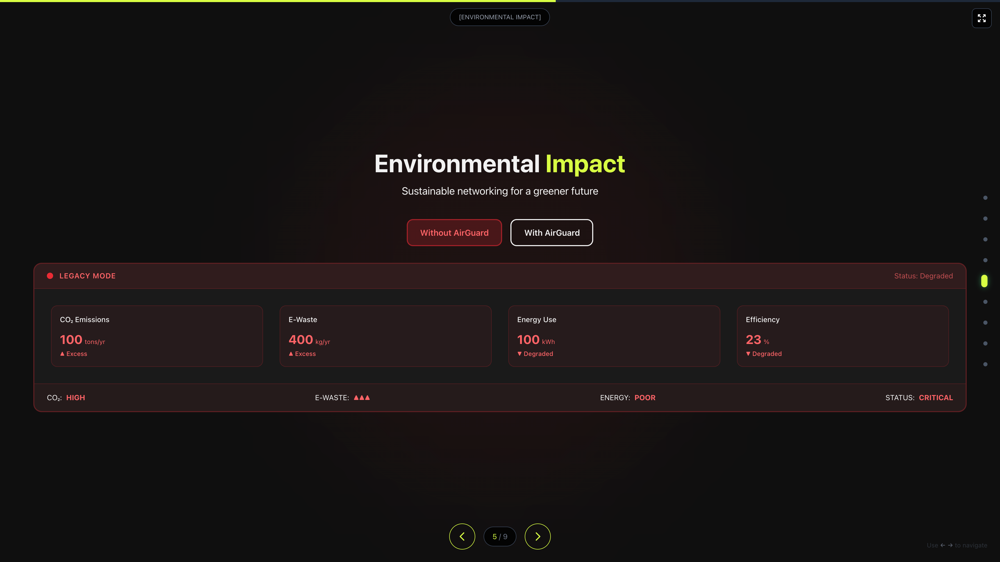 [ENVIRONMENTAL IMPACT]
Environmental Impact
Sustainable networking for a greener future
Without AirGuard
With AirGuard
LEGACY MODE
Status: Degraded
CO₂ Emissions
100 tons/yr
▲ Excess
E-Waste
400 kg/yr
▲ Excess
Energy Use
100 kWh
▼ Degraded
Efficiency
23 %
▼ Degraded
CO₂: HIGH
E-WASTE: ▲▲▲
ENERGY: POOR
STATUS: CRITICAL
5 / 9
Use ← → to navigate